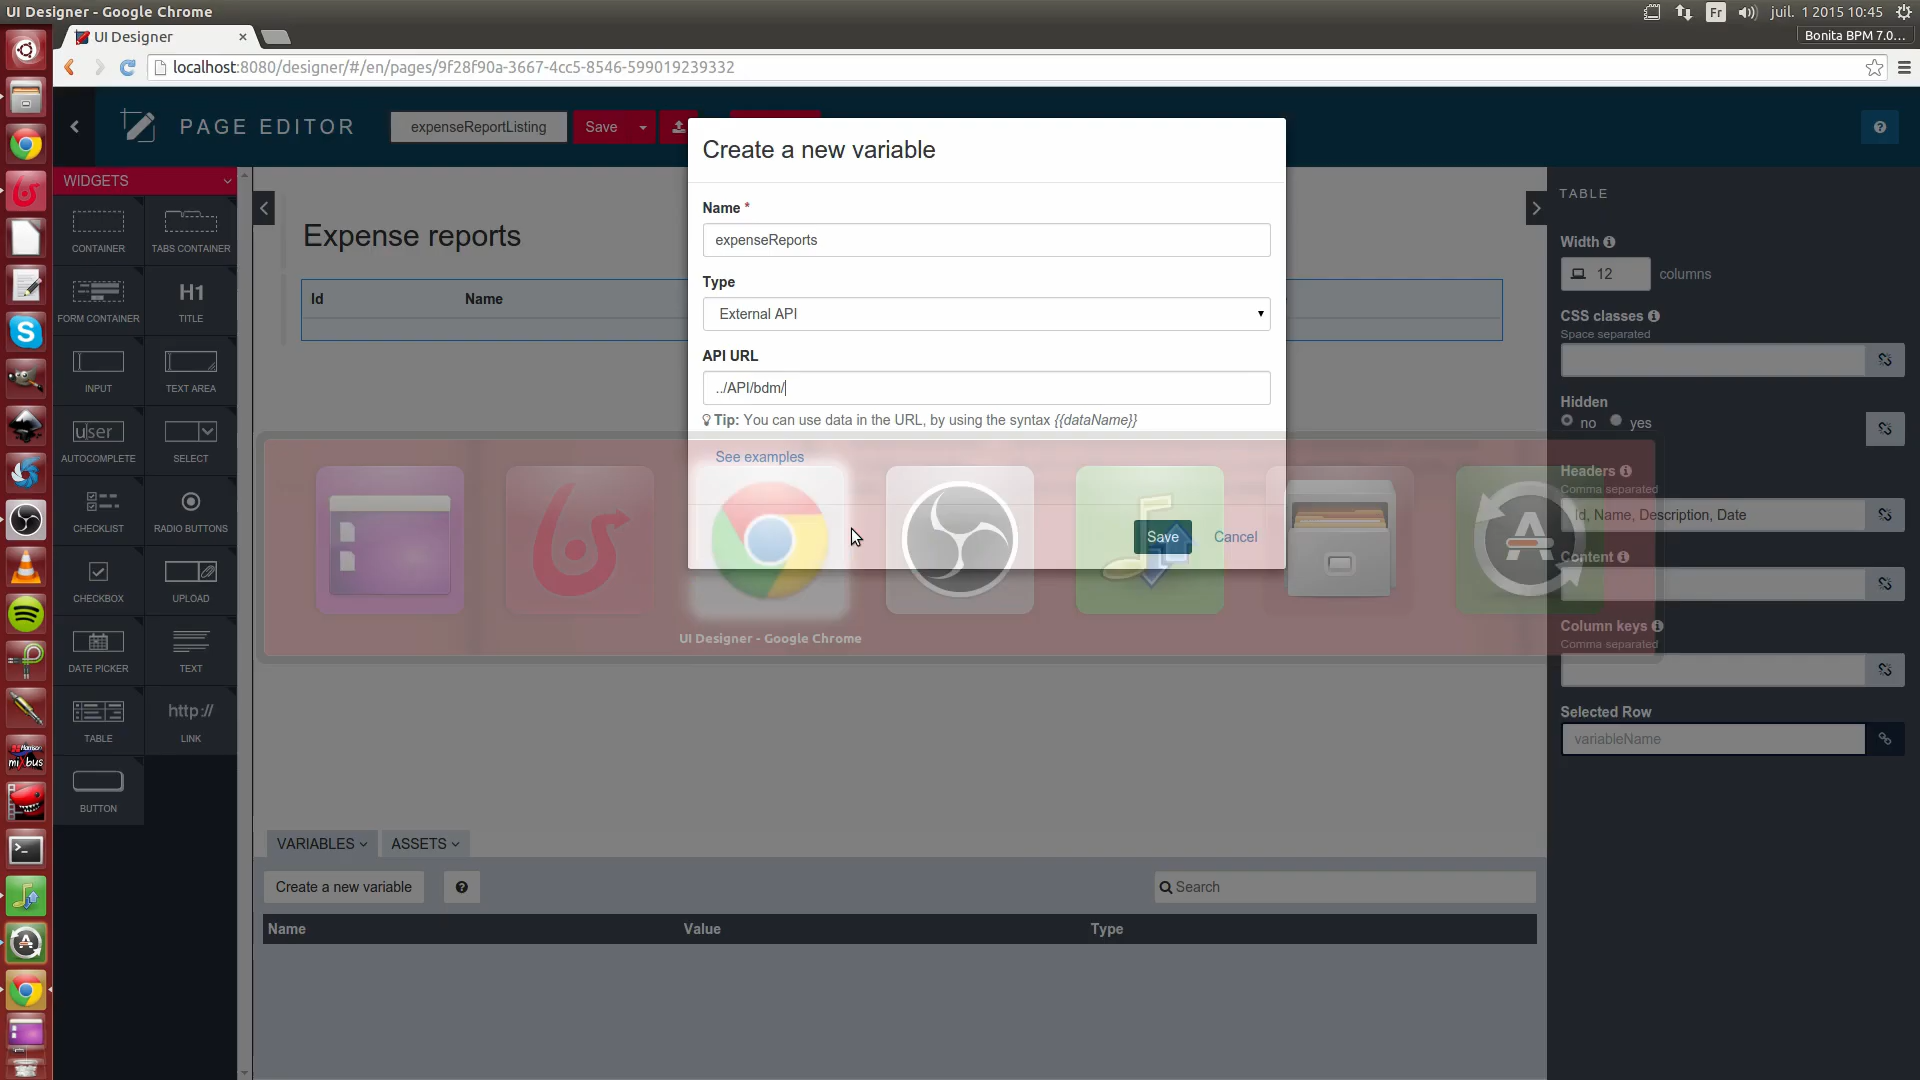 UI Designer - Google Chrome
Fr
juil. 1 2015 10:45
UI Designer
×
Bonita BPM 7.0...
localhost:8080/designer/#/en/pages/9f28f90a-3667-4cc5-8546-599019239332
PAGE EDITOR
expenseReportListing
Save
?
WIDGETS
CONTAINER
TABS CONTAINER
FORM CONTAINER
H1
TITLE
INPUT
TEXT AREA
user
AUTOCOMPLETE
SELECT
CHECKLIST
RADIO BUTTONS
CHECKBOX
UPLOAD
DATE PICKER
TEXT
TABLE
http://
LINK
BUTTON
Expense reports
Id
Name
Create a new variable
Name *
expenseReports
Type
External API
API URL
../API/bdm/
Tip: You can use data in the URL, by using the syntax {{dataName}}
See examples
Save
Cancel
UI Designer - Google Chrome
TABLE
Width
12
columns
CSS classes
Space separated
Hidden
no
yes
Headers
Comma separated
Id, Name, Description, Date
Content
Column keys
Comma separated
Selected Row
variableName
VARIABLES
ASSETS
Create a new variable
?
Search
Name
Value
Type
Harrison
mixbus